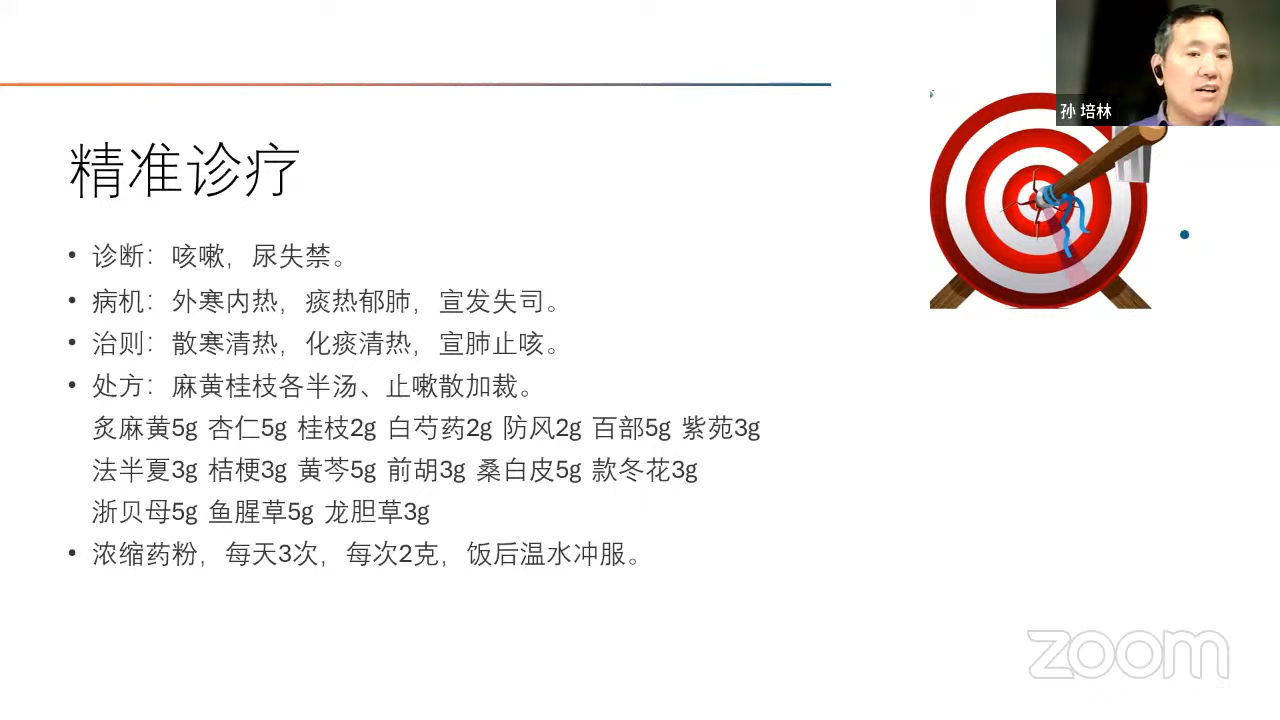 孙 培林
精准诊疗
• 诊断：咳嗽，尿失禁。
• 病机：外寒内热，痰热郁肺，宣发失司。
• 治则：散寒清热，化痰清热，宣肺止咳。
• 处方：麻黄桂枝各半汤、止嗽散加裁。
炙麻黄5g 杏仁5g 桂枝2g 白芍药2g 防风2g 百部5g 紫苑3g
法半夏3g 桔梗3g 黄芩5g 前胡3g 桑白皮5g 款冬花3g
浙贝母5g 鱼腥草5g 龙胆草3g
• 浓缩药粉，每天3次，每次2克，饭后温水冲服。
zoom